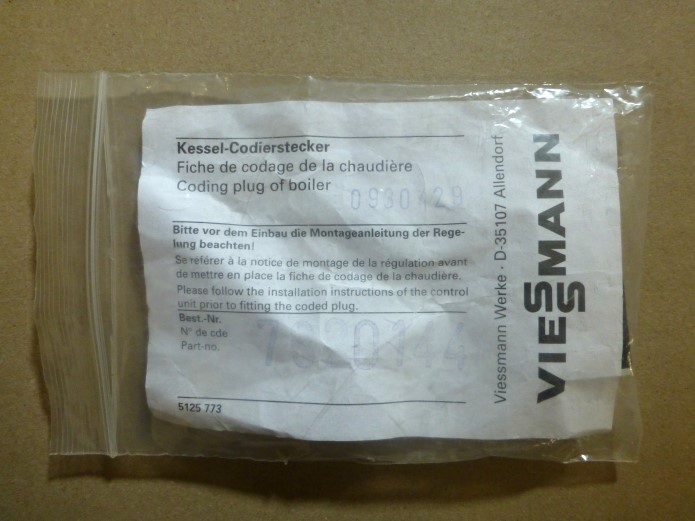 Kessel-Codierstecker
Fiche de codage de la chaudière
Coding plug of boiler
0930729
Bitte vor dem Einbau die Montageanleitung der Rege-
lung beachten!
Se référer à la notice de montage de la régulation avant
de mettre en place la fiche de codage de la chaudière.
Please follow the installation instructions of the control
unit prior to fitting the coded plug.
Best.-Nr.
N° de cde
Part-no.
5125 773
Viessmann Werke · D-35107 Allendorf
VIESSMANN